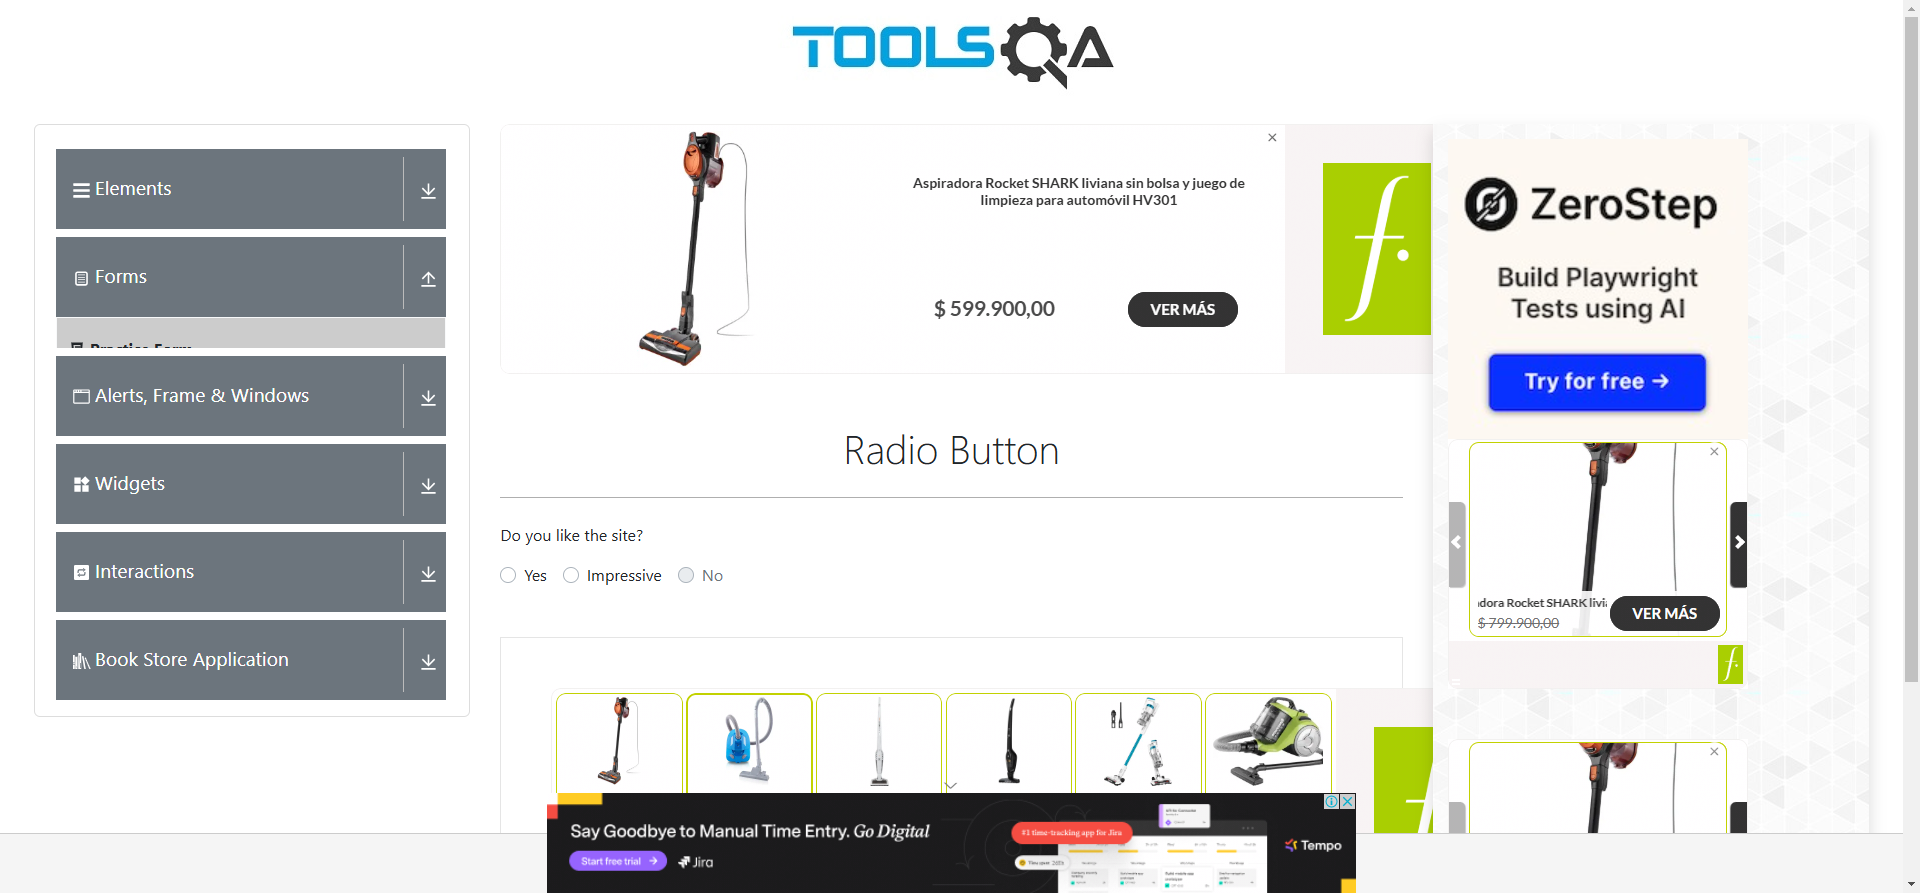 TOOLSQA
Elements
Forms
Practice Form
Alerts, Frame & Windows
Widgets
Interactions
Book Store Application
Aspiradora Rocket SHARK liviana sin bolsa y juego de
limpieza para automóvil HV301
$ 599.900,00
VER MÁS
f.
Radio Button
Do you like the site?
Yes
Impressive
No
ZeroStep
Build Playwright
Tests using AI
Try for free →
adora Rocket SHARK livi
$ 799.900,00
VER MÁS
f.
Say Goodbye to Manual Time Entry. Go Digital
Start free trial →
Jira
#1 time-tracking app for Jira
Tempo